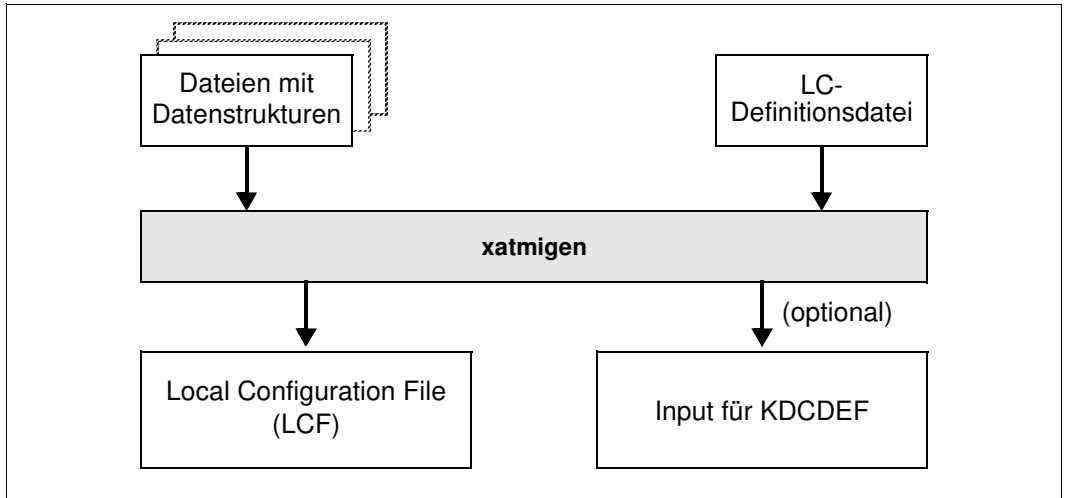 Dateien mit
Datenstrukturen
LC-
Definitionsdatei
xatmigen
(optional)
Local Configuration File
(LCF)
Input für KDCDEF